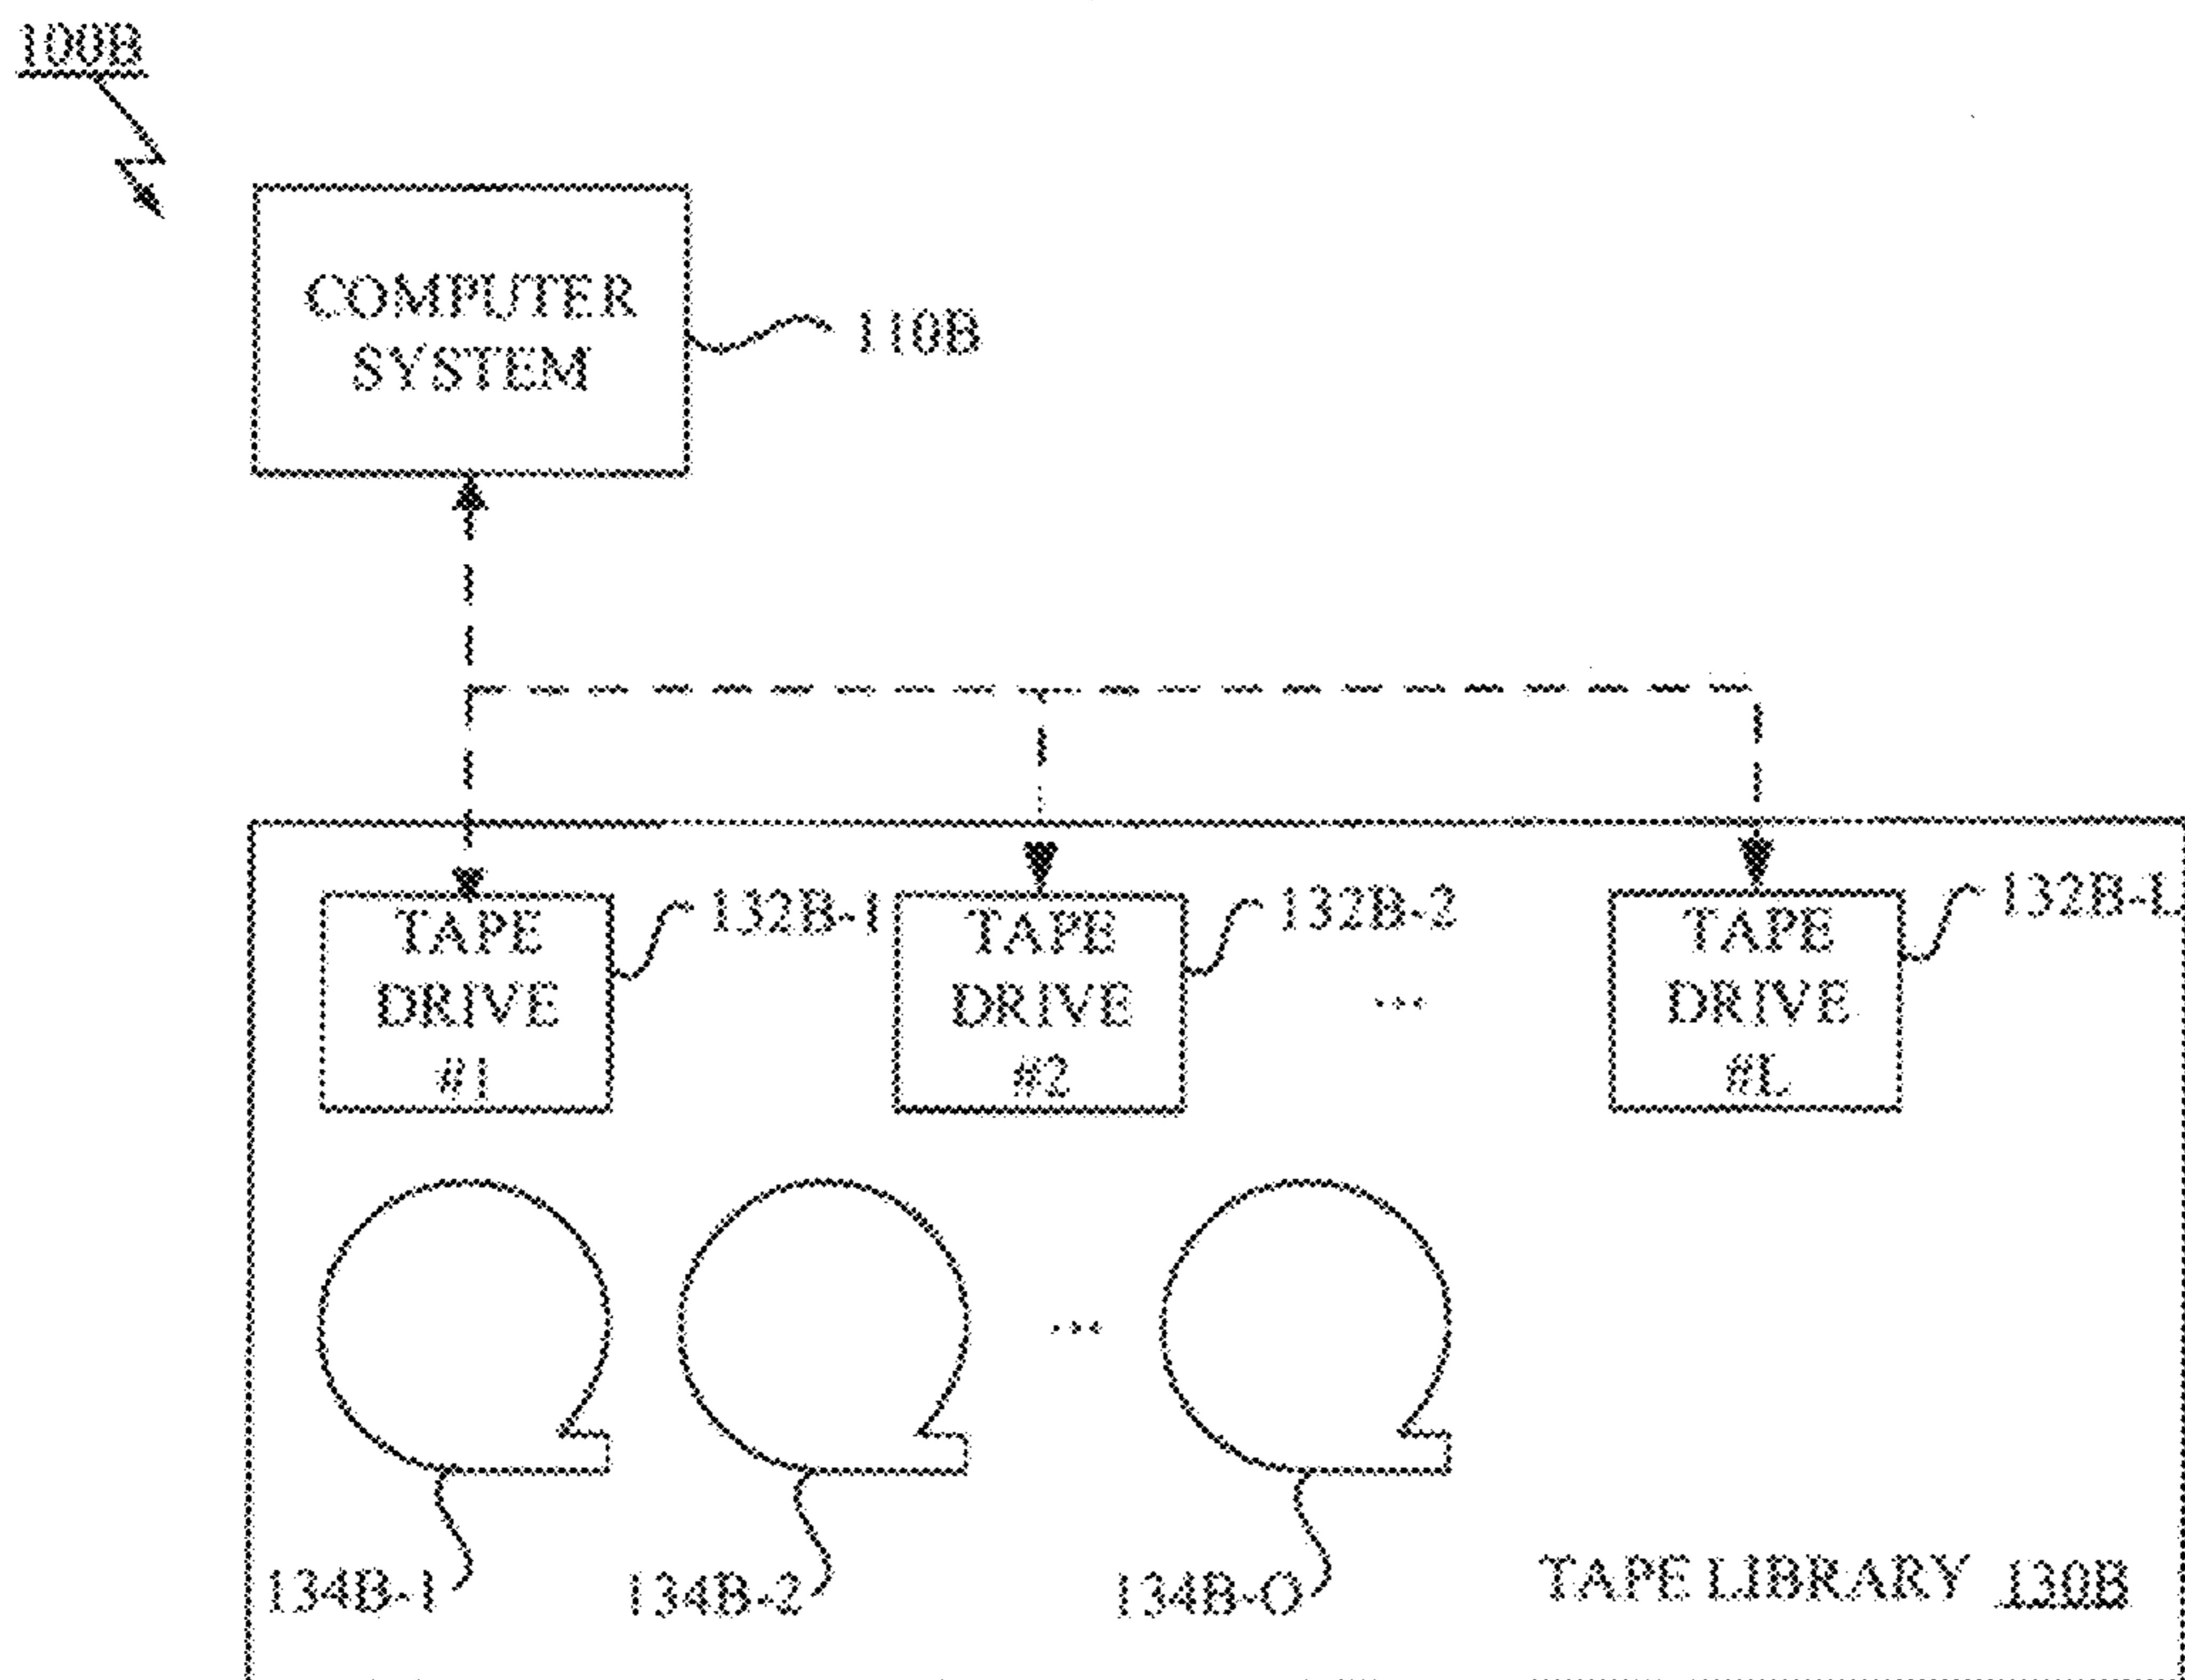 100B
COMPUTER
SYSTEM
110B
TAPE
DRIVE
#1
132B-1
TAPE
DRIVE
#2
132B-2
...
TAPE
DRIVE
#L
132B-L
...
134B-1
134B-2
134B-O
TAPE LIBRARY 130B